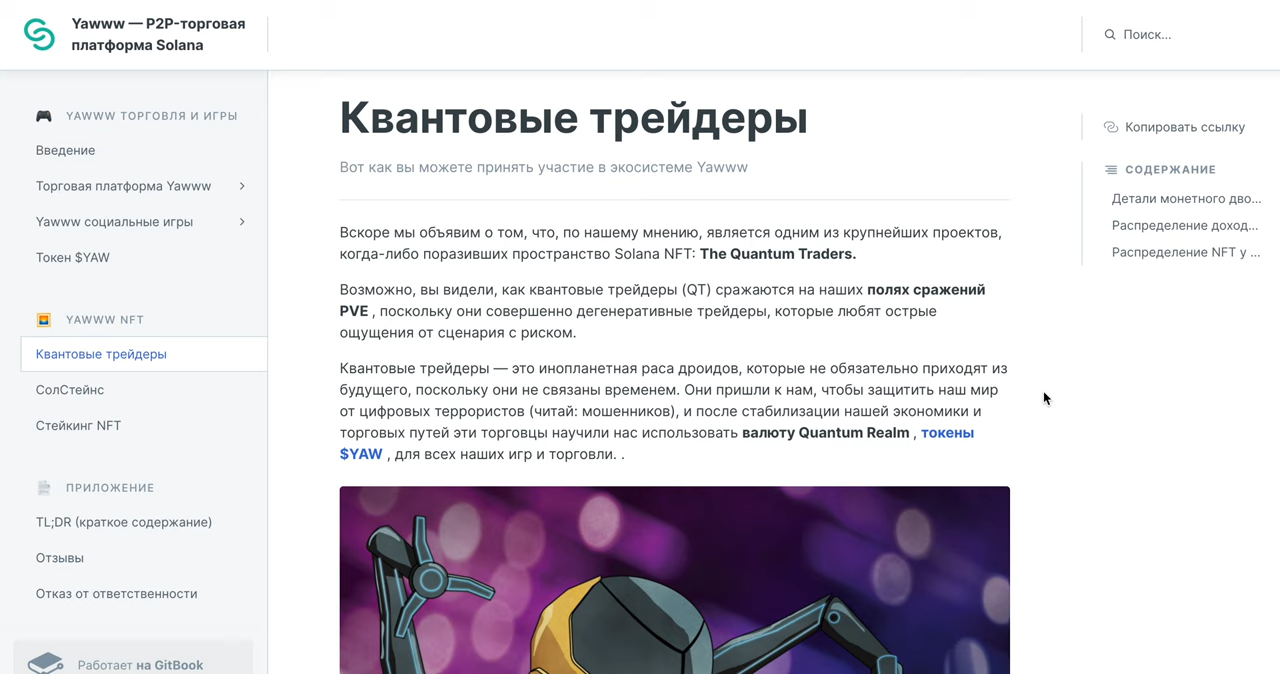 Yawww — P2P-торговая
платформа Solana
Поиск...
YAWWW ТОРГОВЛЯ И ИГРЫ
Введение
Торговая платформа Yawww
Yawww социальные игры
Токен $YAW
YAWWW NFT
Квантовые трейдеры
СолСтейнс
Стейкинг NFT
ПРИЛОЖЕНИЕ
TL;DR (краткое содержание)
Отзывы
Отказ от ответственности
Работает на GitBook
Квантовые трейдеры
Вот как вы можете принять участие в экосистеме Yawww
Вскоре мы объявим о том, что, по нашему мнению, является одним из крупнейших проектов,
когда-либо поразивших пространство Solana NFT: The Quantum Traders.
Возможно, вы видели, как квантовые трейдеры (QT) сражаются на наших полях сражений
PVE , поскольку они совершенно дегенеративные трейдеры, которые любят острые
ощущения от сценария с риском.
Квантовые трейдеры — это инопланетная раса дроидов, которые не обязательно приходят из
будущего, поскольку они не связаны временем. Они пришли к нам, чтобы защитить наш мир
от цифровых террористов (читай: мошенников), и после стабилизации нашей экономики и
торговых путей эти торговцы научили нас использовать валюту Quantum Realm , токены
$YAW , для всех наших игр и торговли. .
Копировать ссылку
СОДЕРЖАНИЕ
Детали монетного дво...
Распределение доход...
Распределение NFT у ...